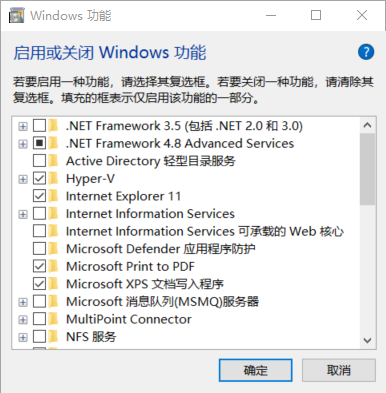 Windows 功能
启用或关闭 Windows 功能
?
若要启用一种功能，请选择其复选框。若要关闭一种功能，请清除其
复选框。填充的框表示仅启用该功能的一部分。
.NET Framework 3.5 (包括 .NET 2.0 和 3.0)
.NET Framework 4.8 Advanced Services
Active Directory 轻型目录服务
Hyper-V
Internet Explorer 11
Internet Information Services
Internet Information Services 可承载的 Web 核心
Microsoft Defender 应用程序防护
Microsoft Print to PDF
Microsoft XPS 文档写入程序
Microsoft 消息队列(MSMQ)服务器
MultiPoint Connector
NFS 服务
确定
取消